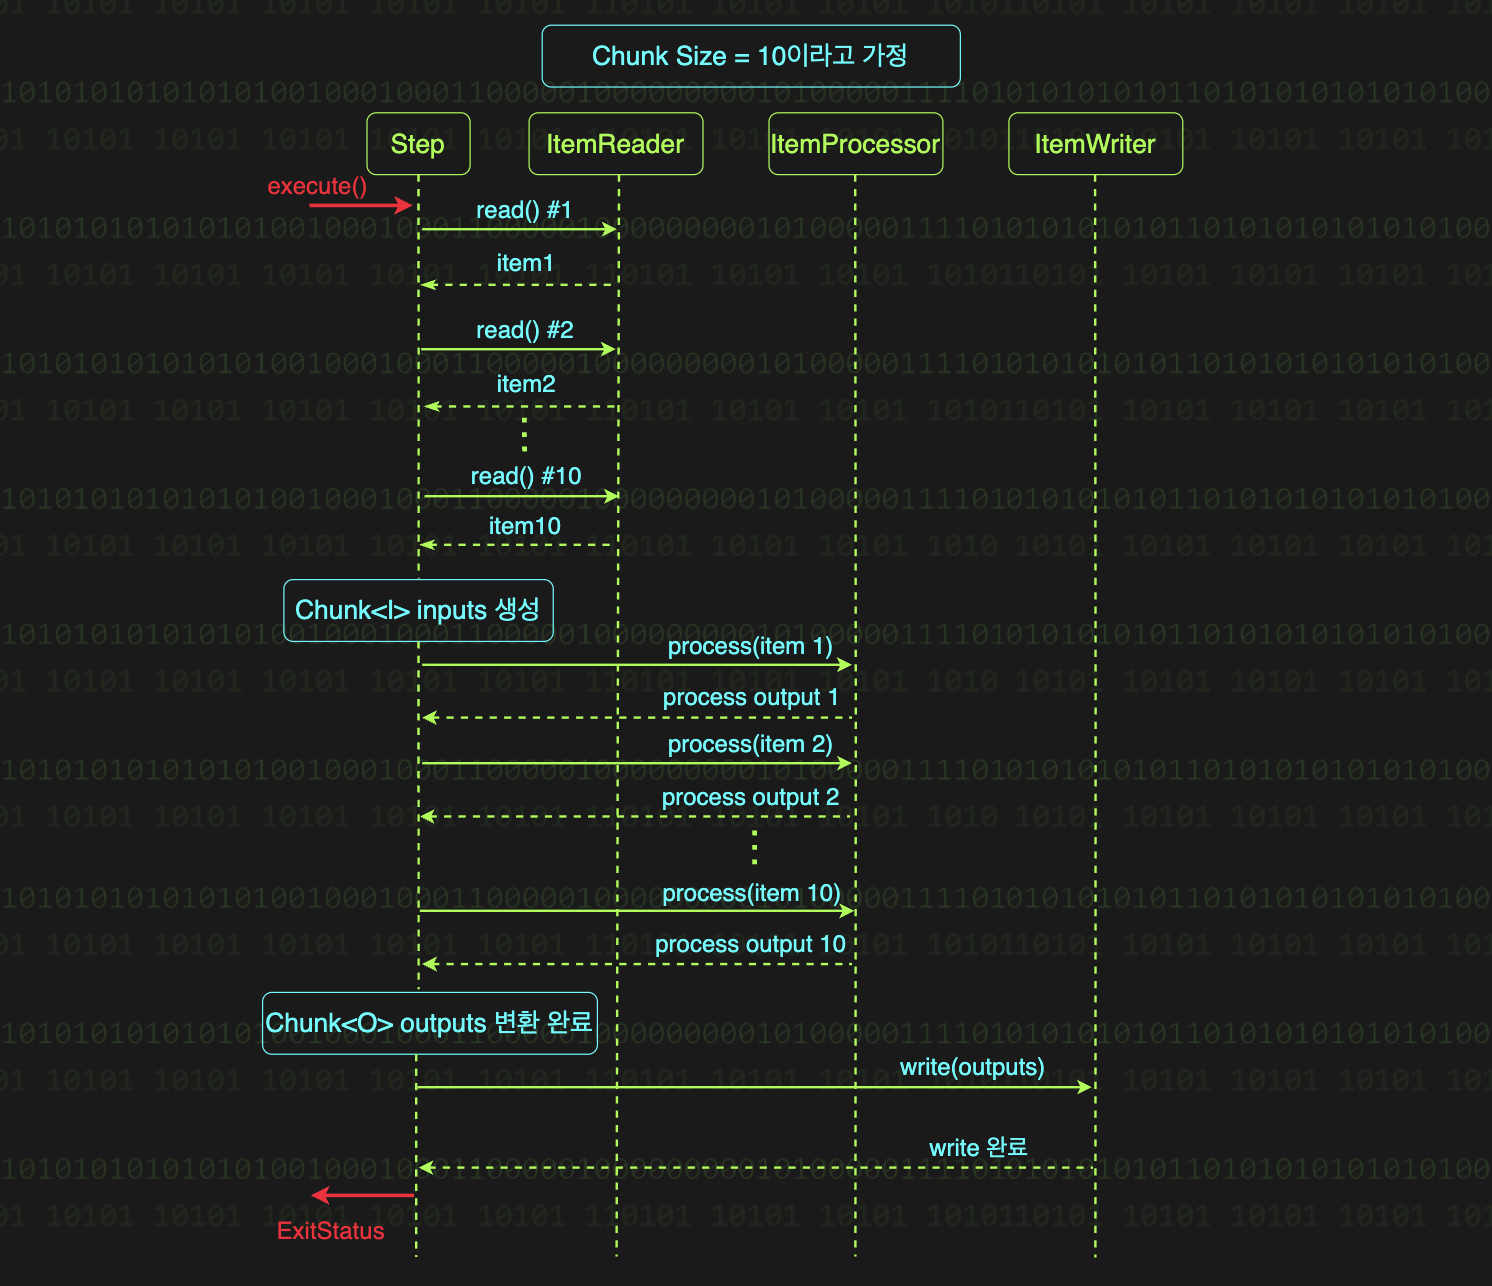 Chunk Size = 10이라고 가정
Step
ItemReader
ItemProcessor
ItemWriter
execute()
read() #1
item1
read() #2
item2
read() #10
item10
Chunk<I> inputs 생성
process(item 1)
process output 1
process(item 2)
process output 2
process(item 10)
process output 10
Chunk<O> outputs 변환 완료
write(outputs)
write 완료
ExitStatus